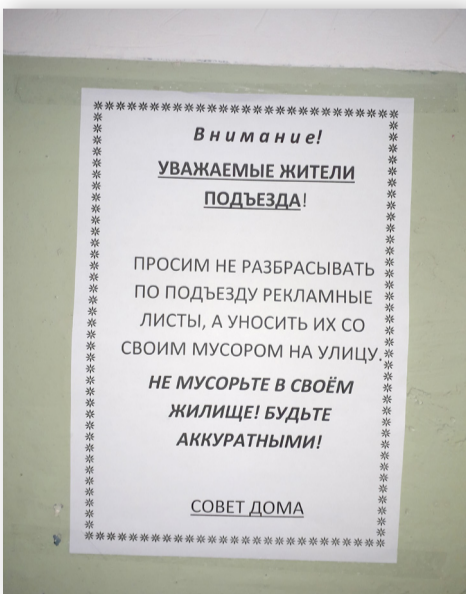 Внимание!
УВАЖАЕМЫЕ ЖИТЕЛИ
ПОДЪЕЗДА!
ПРОСИМ НЕ РАЗБРАСЫВАТЬ
ПО ПОДЪЕЗДУ РЕКЛАМНЫЕ
ЛИСТЫ, А УНОСИТЬ ИХ СО
СВОИМ МУСОРОМ НА УЛИЦУ.
НЕ МУСОРЬТЕ В СВОЁМ
ЖИЛИЩЕ! БУДЬТЕ
АККУРАТНЫМИ!
СОВЕТ ДОМА